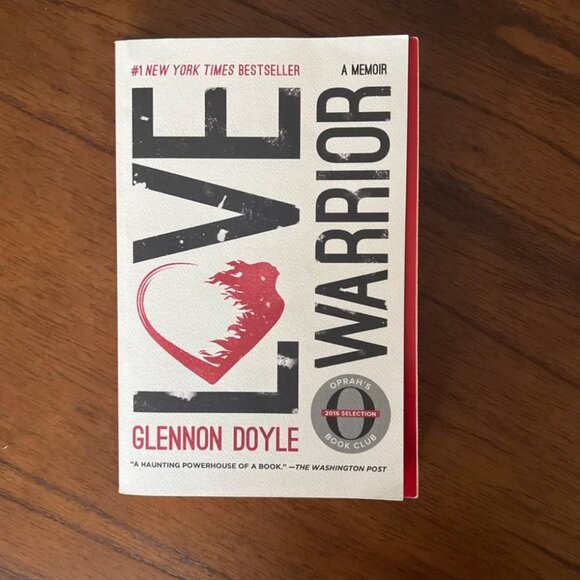 #1 NEW YORK TIMES BESTSELLER
A MEMOIR
LOVE
WARRIOR
OPRAH'S
2016 SELECTION
BOOK CLUB
GLENNON DOYLE
"A HAUNTING POWERHOUSE OF A BOOK." —THE WASHINGTON POST